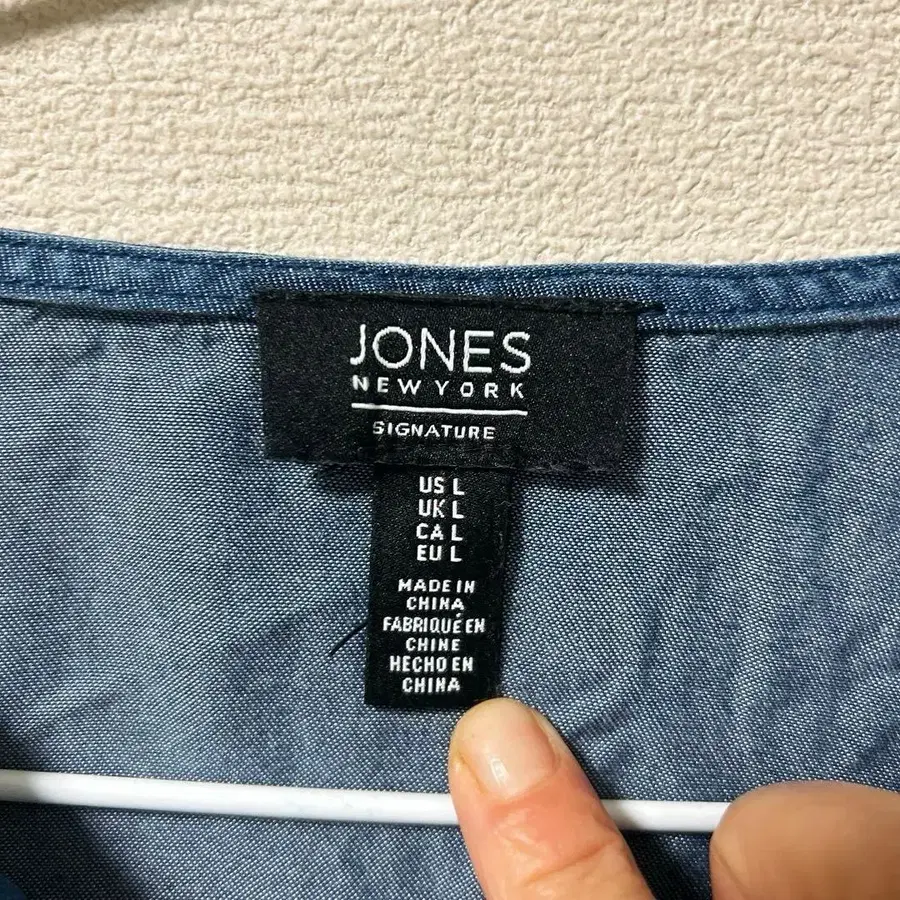 JONES
NEW YORK
SIGNATURE
US L
UK L
CA L
EU L
MADE IN
CHINA
FABRIQUÉ EN
CHINE
HECHO EN
CHINA